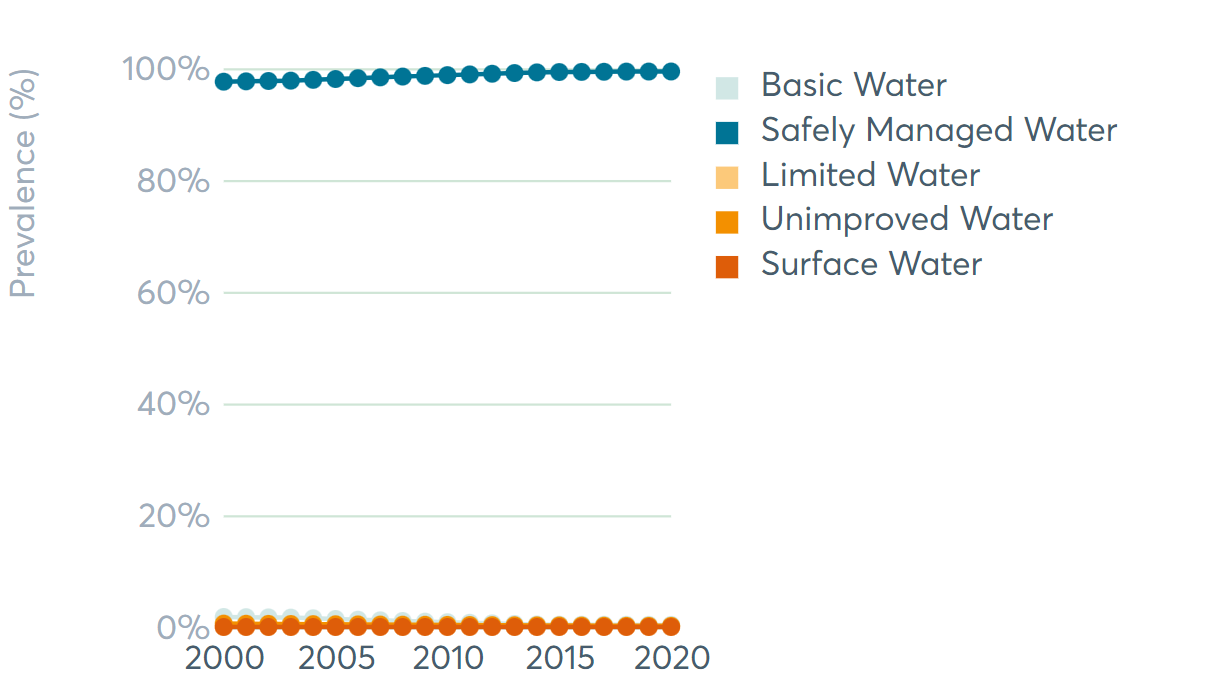 Prevalence (%)
100%
80%
60%
40%
20%
0%
2000 2005 2010 2015 2020
Basic Water
Safely Managed Water
Limited Water
Unimproved Water
Surface Water